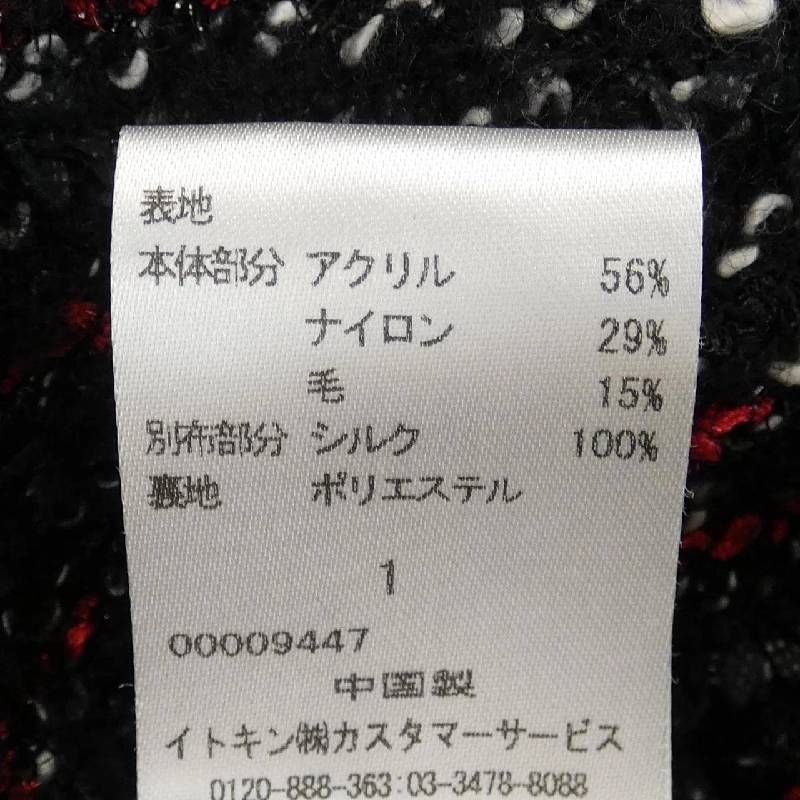 表地
本体部分 アクリル 56%
ナイロン 29%
毛 15%
別布部分 シルク 100%
裏地 ポリエステル
1
00009447
中国製
イトキン㈱カスタマーサービス
0120-888-363:03-3478-8088